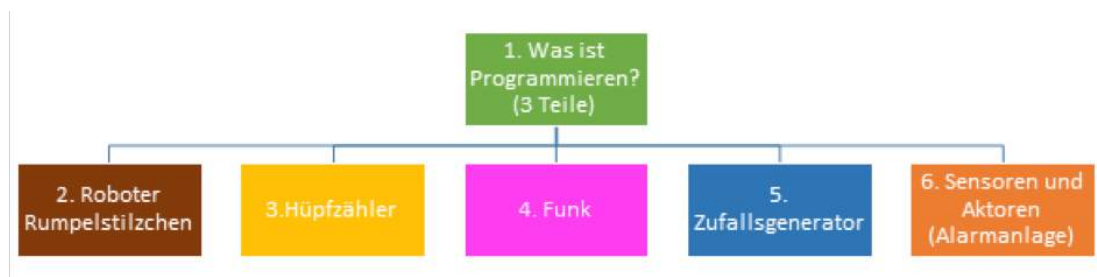 1. Was ist
Programmieren?
(3 Teile)
2. Roboter
Rumpelstilzchen
3.Hüpfzähler
4. Funk
5.
Zufallsgenerator
6. Sensoren und
Aktoren
(Alarmanlage)